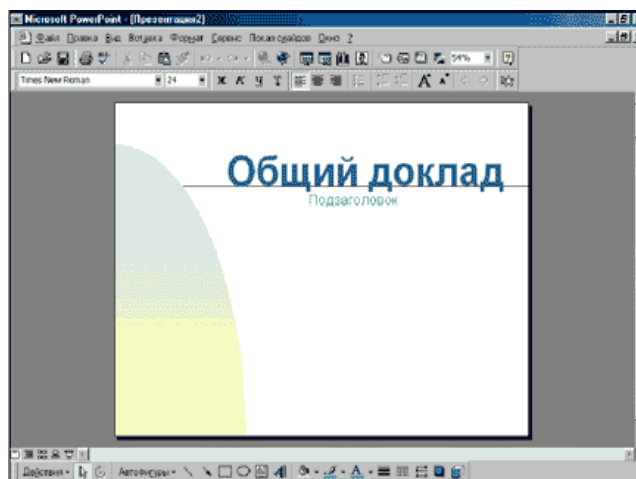 Microsoft PowerPoint - [Презентация2]
Файл Правка Вид Вставка Формат Сервис Показ слайдов Окно ?
54%
Times New Roman 24 Ж К Ч Т
Общий доклад
Подзаголовок
Действия Автофигуры